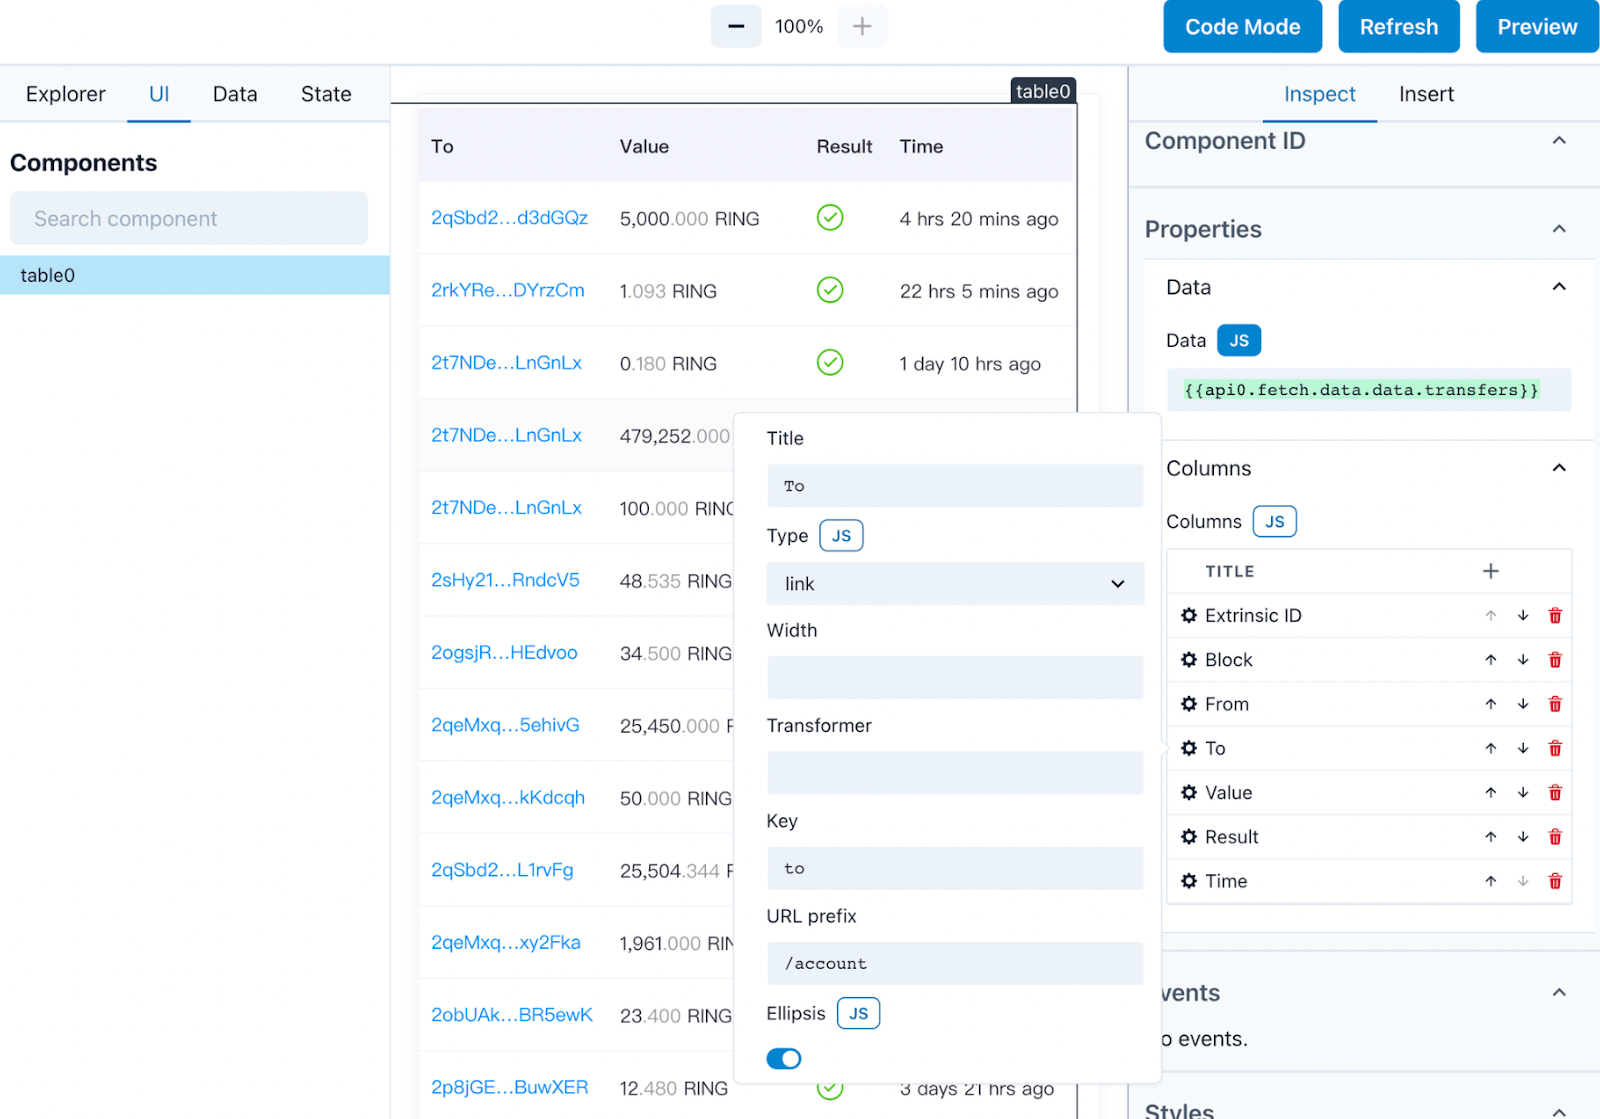 100%
Code Mode
Refresh
Preview
Explorer
UI
Data
State
Components
Search component
table0
table0
To Value Result Time
2qSbd2...d3dGQz 5,000.000 RING 4 hrs 20 mins ago
2rkYRe...DYrzCm 1.093 RING 22 hrs 5 mins ago
2t7NDe...LnGnLx 0.180 RING 1 day 10 hrs ago
2t7NDe...LnGnLx 479,252.000
2t7NDe...LnGnLx 100.000 RING
2sHy21...RndcV5 48.535 RING
2ogsjR...HEdvoo 34.500 RING
2qeMxq...5ehivG 25,450.000
2qeMxq...kKdcqh 50.000 RING
2qSbd2...L1rvFg 25,504.344
2qeMxq...xy2Fka 1,961.000 RIN
2obUAk...BR5ewK 23.400 RING
2p8jGE...BuwXER 12.480 RING 3 days 21 hrs ago
Title
To
Type JS
link
Width
Transformer
Key
to
URL prefix
/account
Ellipsis JS
Inspect
Insert
Component ID
Properties
Data
Data JS
{{api0.fetch.data.data.transfers}}
Columns
Columns JS
TITLE
Extrinsic ID
Block
From
To
Value
Result
Time
vents
o events.
Styles